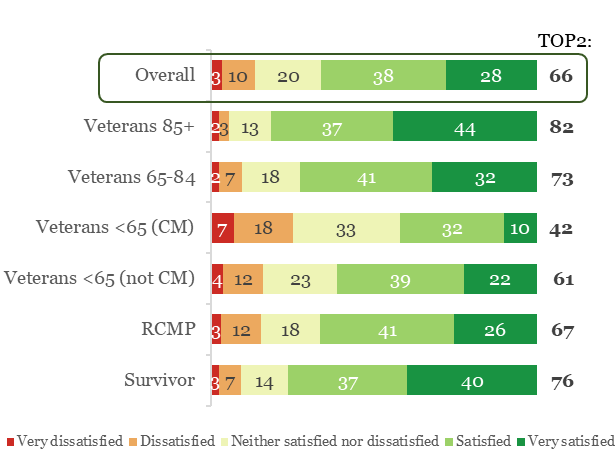 TOP2:
Overall 3 10 20 38 28 66
Veterans 85+ 2 3 13 37 44 82
Veterans 65-84 2 7 18 41 32 73
Veterans <65 (CM) 7 18 33 32 10 42
Veterans <65 (not CM) 4 12 23 39 22 61
RCMP 3 12 18 41 26 67
Survivor 3 7 14 37 40 76
Very dissatisfied Dissatisfied Neither satisfied nor dissatisfied Satisfied Very satisfied